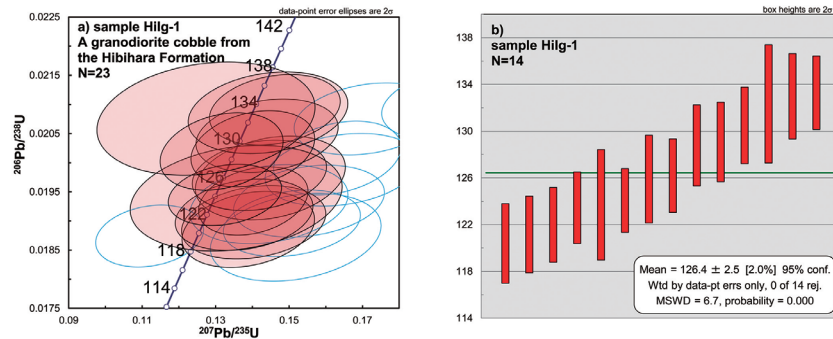 data-point error ellipses are 2σ
a) sample Hilg-1
A granodiorite cobble from
the Hibihara Formation
N=23
142
138
134
130
126
122
118
114
0.0225
0.0215
0.0205
0.0195
0.0185
0.0175
206Pb/238U
0.09
0.11
0.13
0.15
0.17
207Pb/235U
box heights are 2σ
b)
sample Hilg-1
N=14
138
134
130
126
122
118
114
Mean = 126.4 ± 2.5 [2.0%] 95% conf.
Wtd by data-pt errs only, 0 of 14 rej.
MSWD = 6.7, probability = 0.000